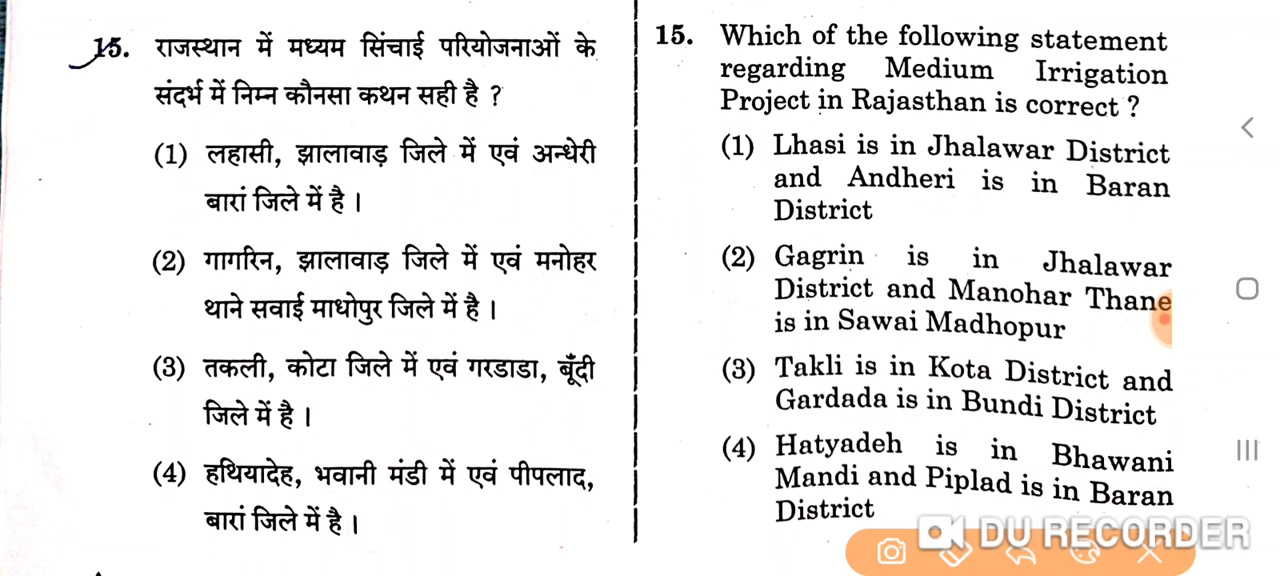 15. राजस्थान में मध्यम सिंचाई परियोजनाओं के
संदर्भ में निम्न कौनसा कथन सही है ?
(1) लहासी, झालावाड़ जिले में एवं अन्धेरी
बारां जिले में है ।
(2) गागरिन, झालावाड़ जिले में एवं मनोहर
थाने सवाई माधोपुर जिले में है ।
(3) तकली, कोटा जिले में एवं गरडाडा, बूँदी
जिले में है ।
(4) हथियादेह, भवानी मंडी में एवं पीपलाद,
बारां जिले में है ।
15. Which of the following statement
regarding Medium Irrigation
Project in Rajasthan is correct ?
(1) Lhasi is in Jhalawar District
and Andheri is in Baran
District
(2) Gagrin is in Jhalawar
District and Manohar Thane
is in Sawai Madhopur
(3) Takli is in Kota District and
Gardada is in Bundi District
(4) Hatyadeh is in Bhawani
Mandi and Piplad is in Baran
District
DU RECORDER